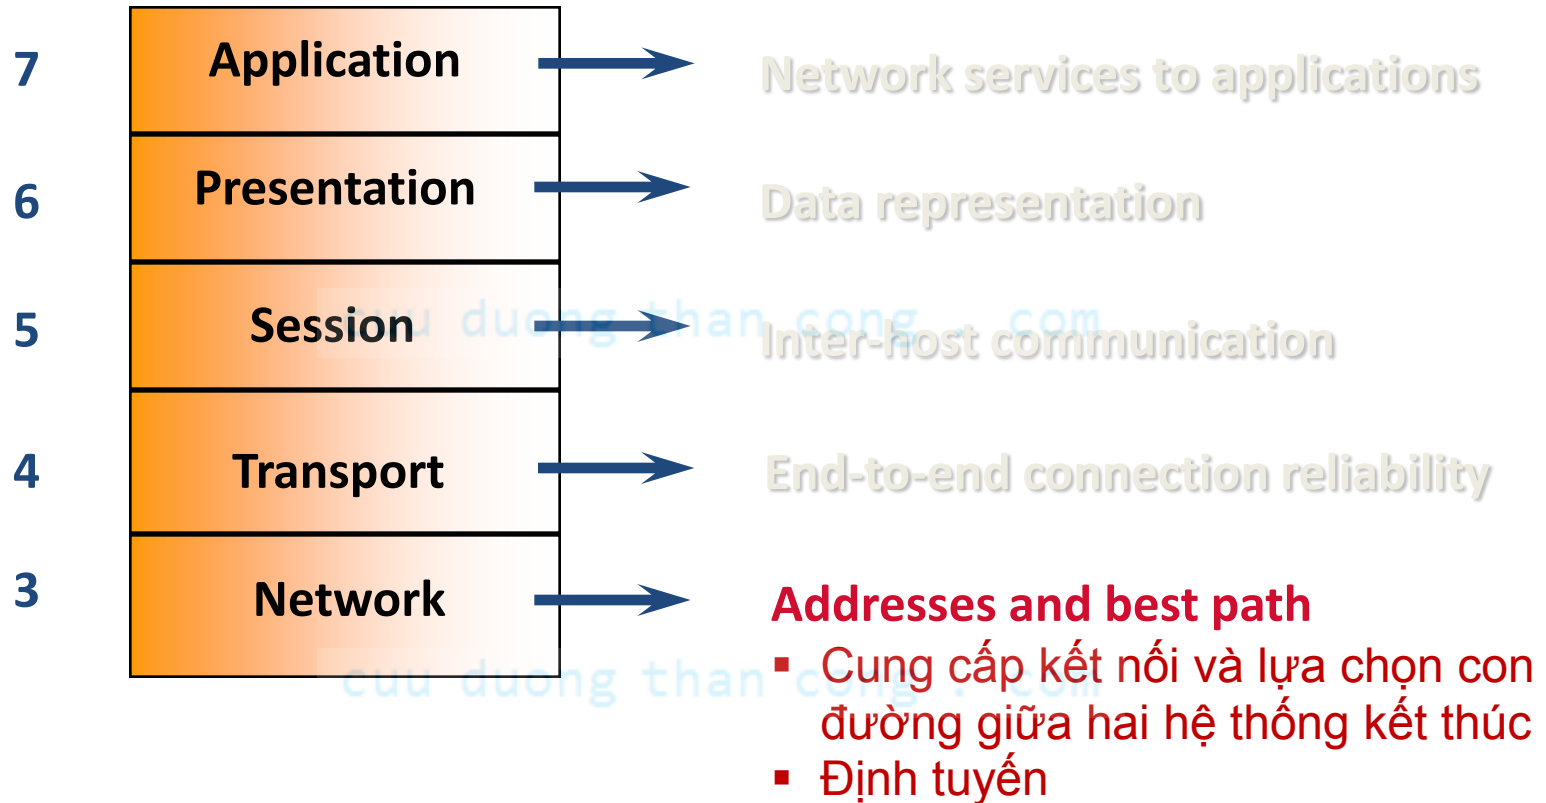 7 Application Network services to applications
6 Presentation Data representation
5 Session Inter-host communication
cuu duong than cong . com
4 Transport End-to-end connection reliability
3 Network Addresses and best path
▪ Cung cấp kết nối và lựa chọn con
cuu duong than cong . com
đường giữa hai hệ thống kết thúc
▪ Định tuyến